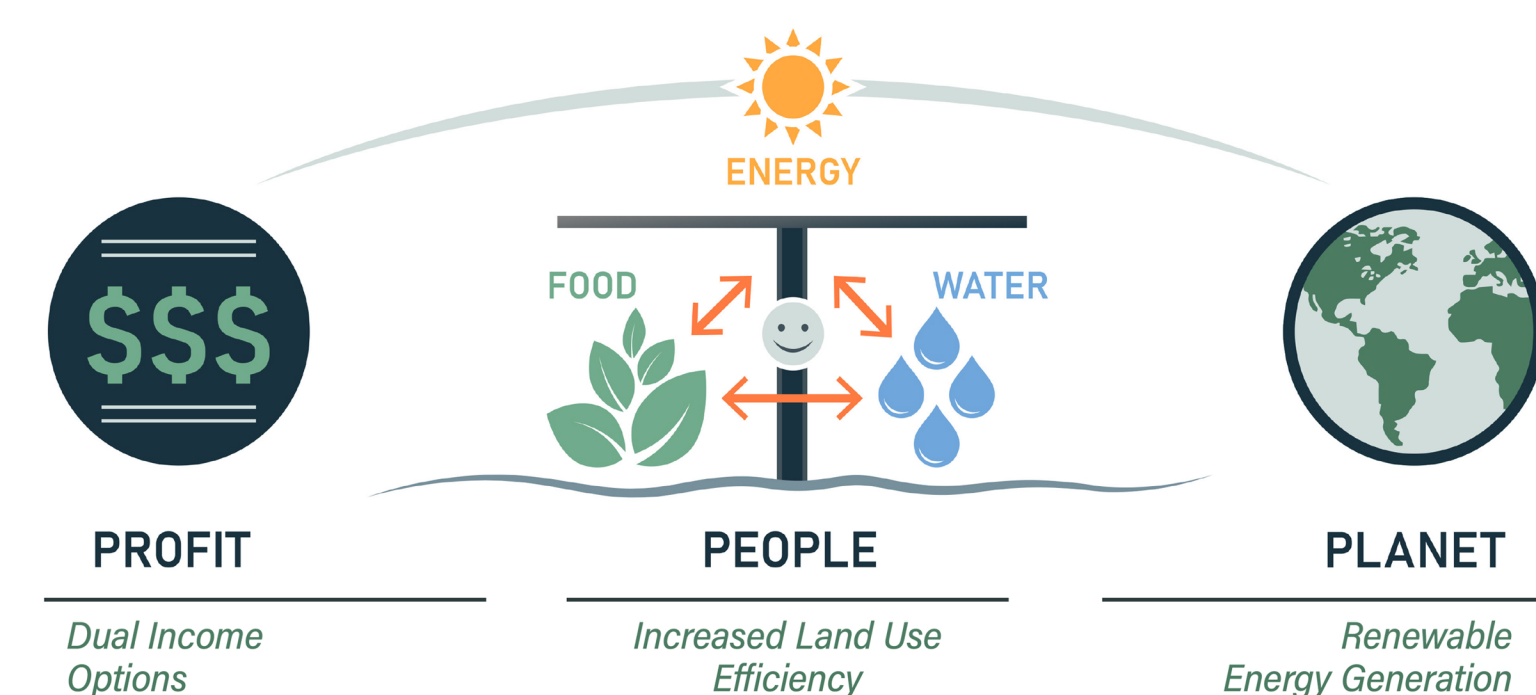 ENERGY
FOOD
WATER
$$$
PROFIT
PEOPLE
PLANET
Dual Income
Options
Increased Land Use
Efficiency
Renewable
Energy Generation